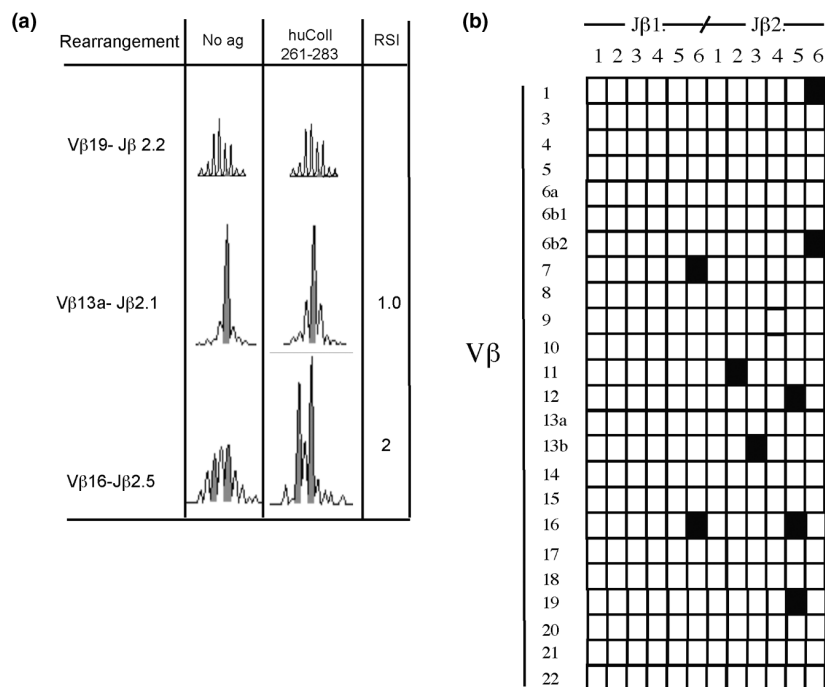 (a)
Rearrangement No ag huColl 261-283 RSI
Vβ19- Jβ 2.2
Vβ13a- Jβ2.1 1.0
Vβ16-Jβ2.5 2
(b)
Jβ1. Jβ2.
1 2 3 4 5 6 1 2 3 4 5 6
Vβ
1
3
4
5
6a
6b1
6b2
7
8
9
10
11
12
13a
13b
14
15
16
17
18
19
20
21
22